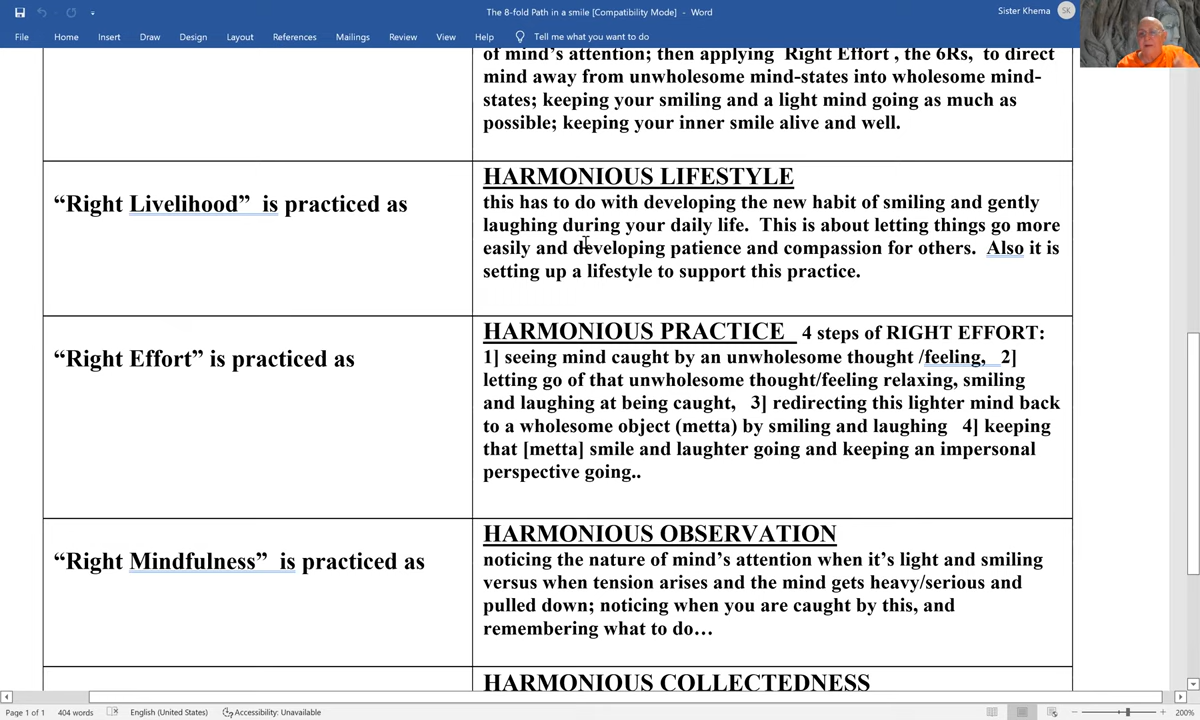 The 8-fold Path in a smile [Compatibility Mode] - Word
Sister Khema
SK
File Home Insert Draw Design Layout References Mailings Review View Help Tell me what you want to do
of mind's attention; then applying Right Effort , the 6Rs, to direct
mind away from unwholesome mind-
states; keeping your smiling and a light mind going as much as
possible; keeping your inner smile alive and well.
“Right Livelihood” is practiced as
HARMONIOUS LIFESTYLE
this has to do with developing the new habit of smiling and gently
laughing during your daily life. This is about letting things go more
easily and developing patience and compassion for others. Also it is
setting up a lifestyle to support this practice.
“Right Effort” is practiced as
HARMONIOUS PRACTICE 4 steps of RIGHT EFFORT:
1] seeing mind caught by an unwholesome thought /feeling, 2]
letting go of that unwholesome thought/feeling relaxing, smiling
and laughing at being caught, 3] redirecting this lighter mind back
to a wholesome object (metta) by smiling and laughing 4] keeping
that [metta] smile and laughter going and keeping an impersonal
perspective going..
“Right Mindfulness” is practiced as
HARMONIOUS OBSERVATION
noticing the nature of mind's attention when it's light and smiling
versus when tension arises and the mind gets heavy/serious and
pulled down; noticing when you are caught by this, and
remembering what to do…
HARMONIOUS COLLECTEDNESS
Page 1 of 1 404 words English (United States) Accessibility: Unavailable 200%